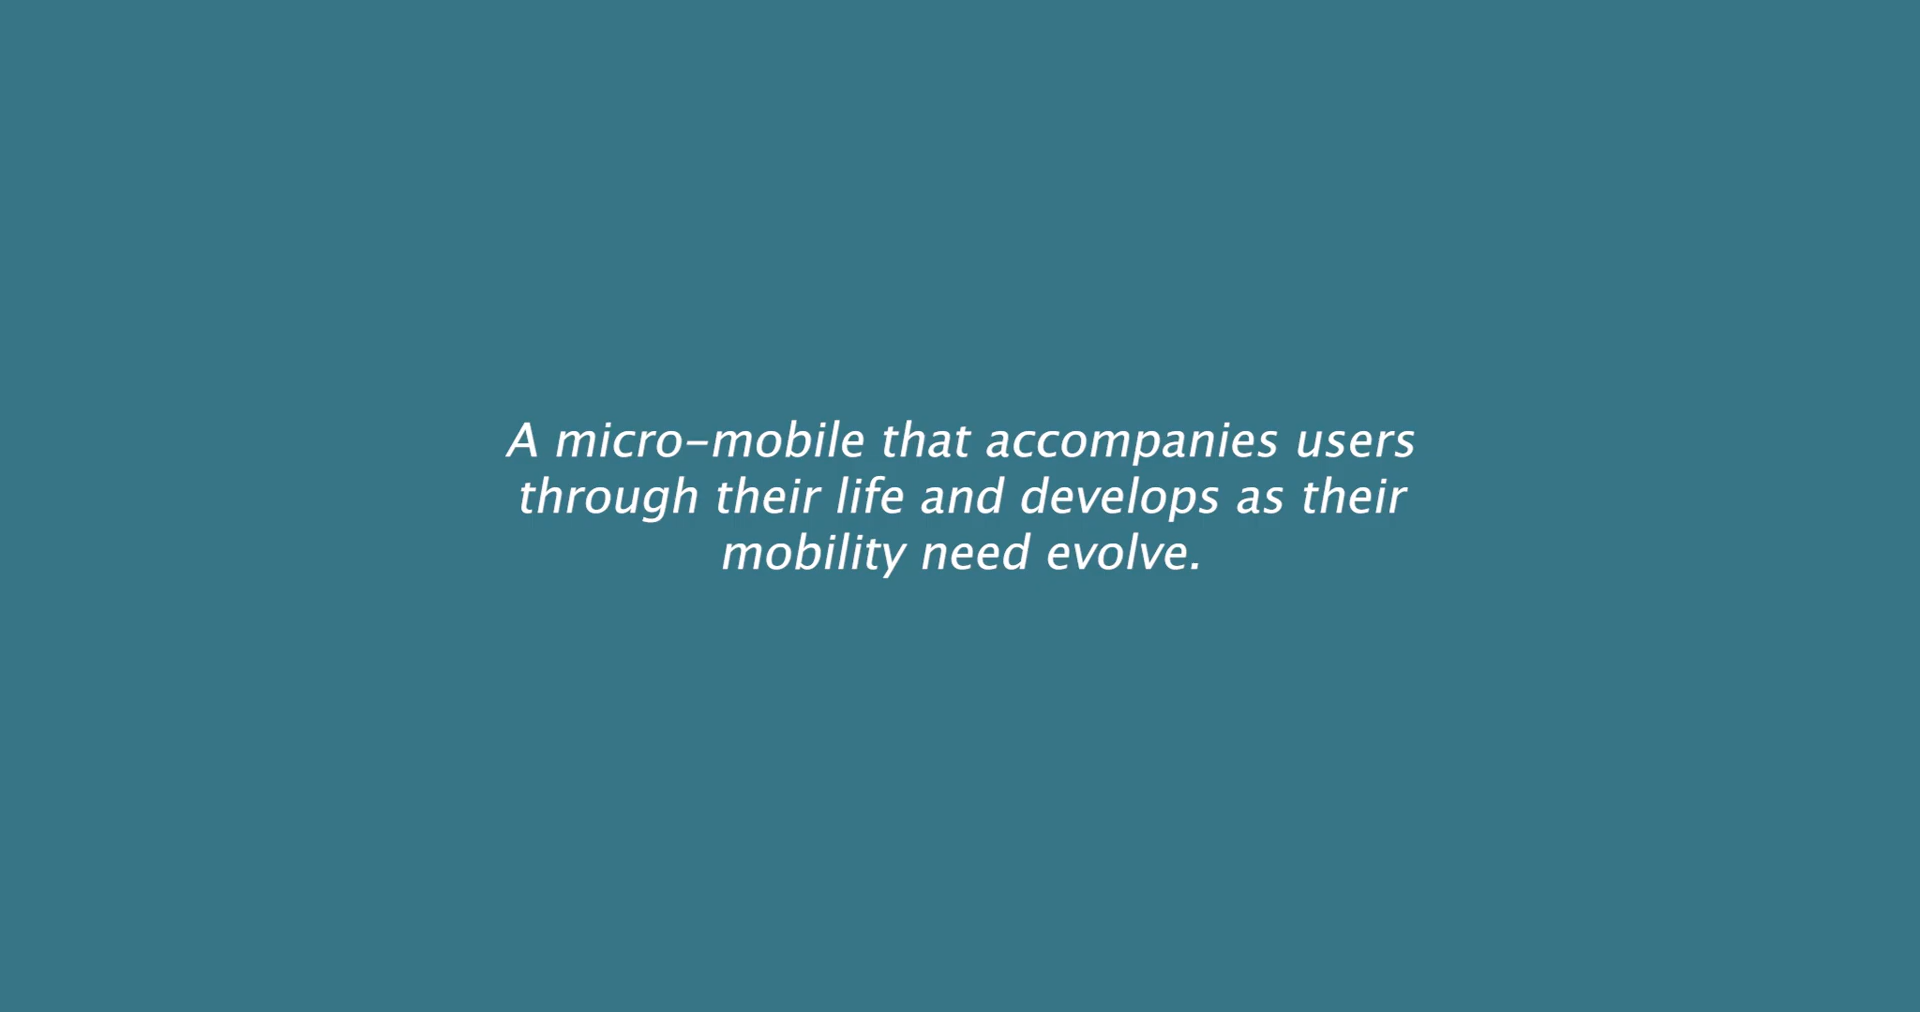 A micro-mobile that accompanies users
through their life and develops as their
mobility need evolve.